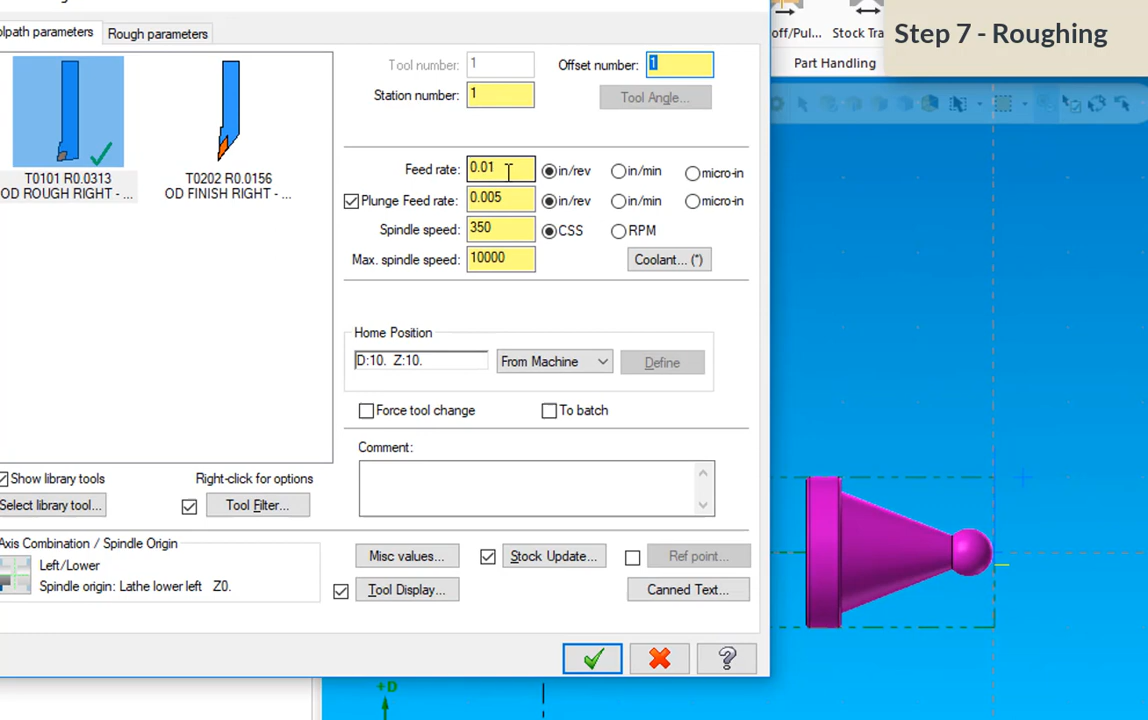 Step 7 - Roughing
off/Pul... Stock Tra
Part Handling
olpath parameters
Rough parameters
T0101 R0.0313
OD ROUGH RIGHT - ...
T0202 R0.0156
OD FINISH RIGHT - ...
Tool number: 1
Offset number: 1
Station number: 1
Tool Angle...
Feed rate: 0.01 in/rev in/min micro-in
Plunge Feed rate: 0.005 in/rev in/min micro-in
Spindle speed: 350 CSS RPM
Max. spindle speed: 10000 Coolant... (*)
Home Position
D:10. Z:10. From Machine Define
Force tool change To batch
Comment:
Show library tools Right-click for options
Select library tool... Tool Filter...
Axis Combination / Spindle Origin
Left/Lower
Spindle origin: Lathe lower left Z0.
Misc values... Stock Update... Ref point...
Tool Display... Canned Text...
+D